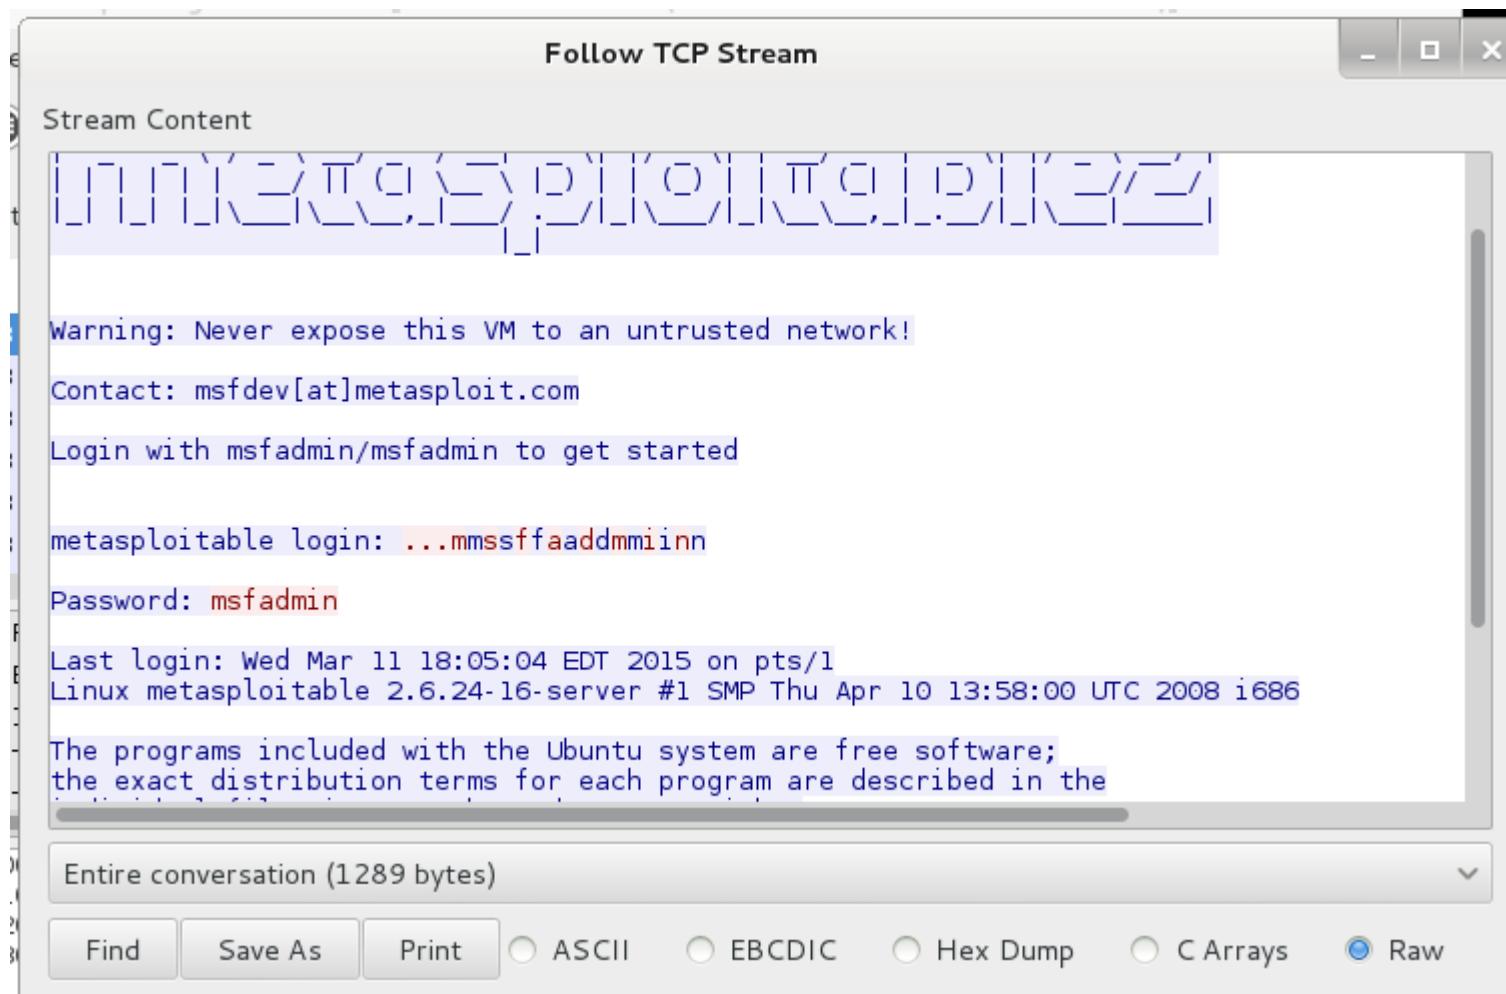 Follow TCP Stream
Stream Content
Warning: Never expose this VM to an untrusted network!
Contact: msfdev[at]metasploit.com
Login with msfadmin/msfadmin to get started
metasploitable login: ...mmssffaaddmmiinn
Password: msfadmin
Last login: Wed Mar 11 18:05:04 EDT 2015 on pts/1
Linux metasploitable 2.6.24-16-server #1 SMP Thu Apr 10 13:58:00 UTC 2008 i686
The programs included with the Ubuntu system are free software;
the exact distribution terms for each program are described in the
Entire conversation (1289 bytes)
Find Save As Print ASCII EBCDIC Hex Dump C Arrays Raw